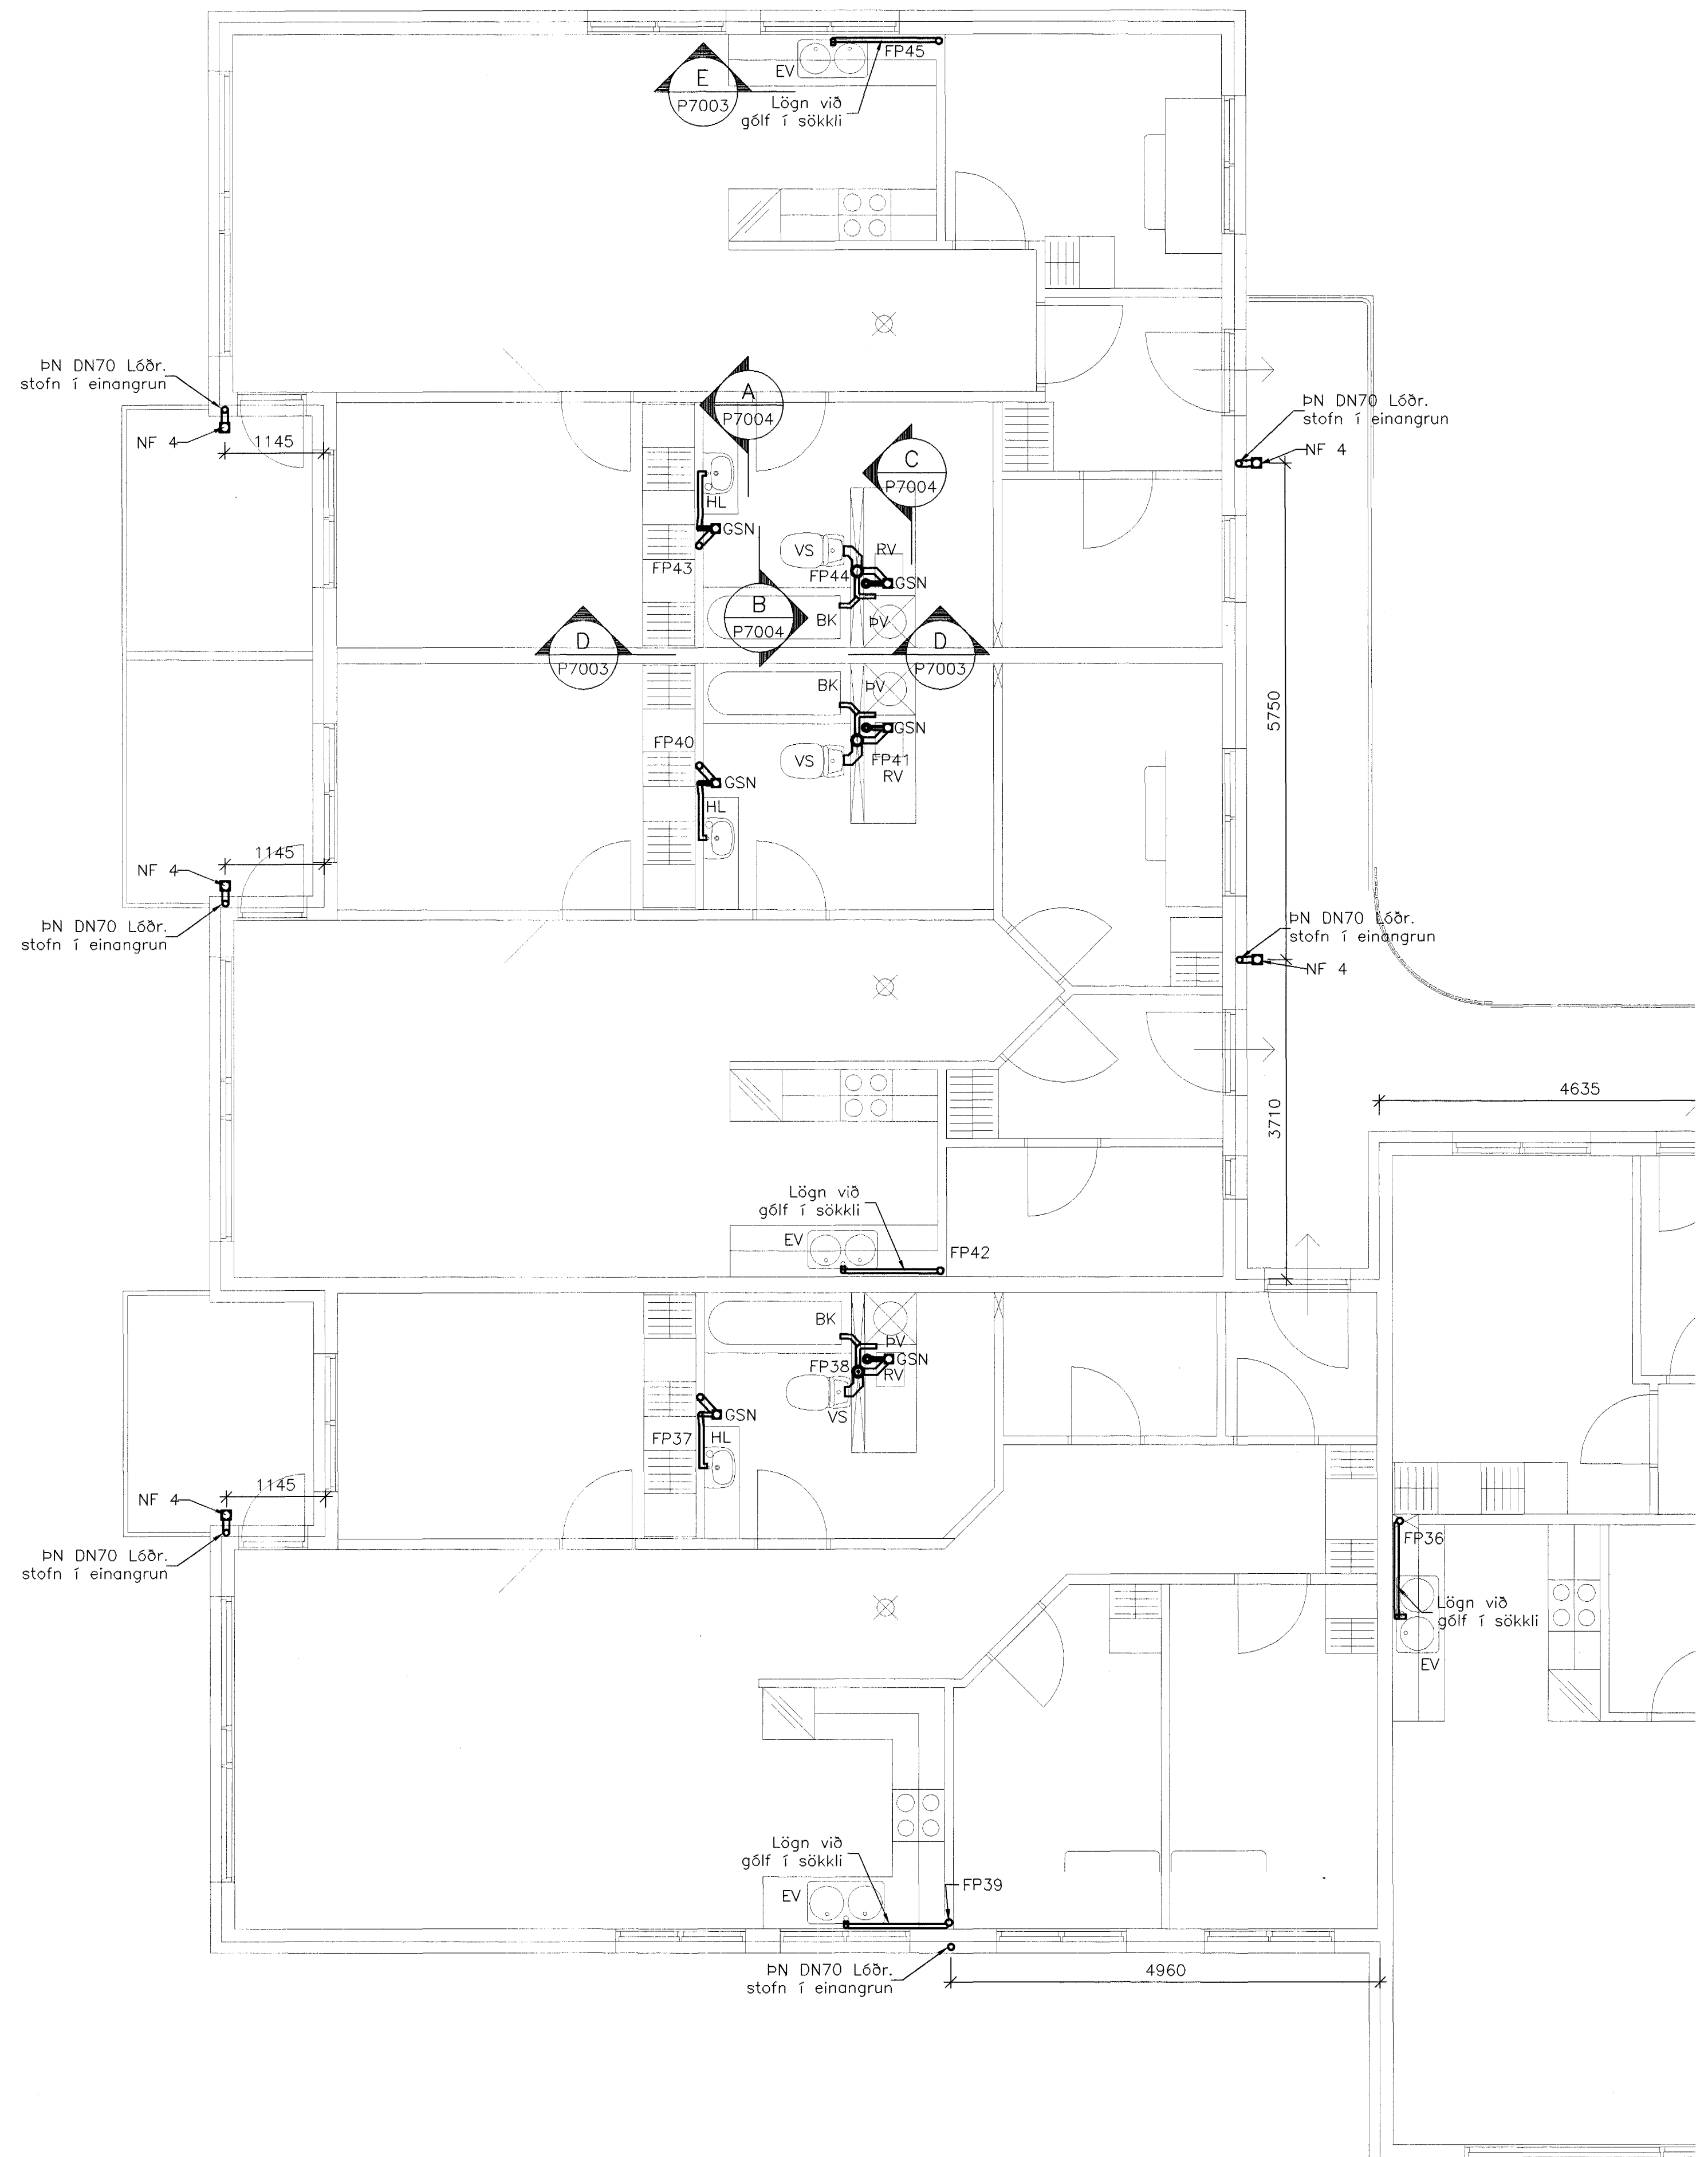 EV
FP45
E
P7003
Lögn við
gólf í sökkli
ÞN DN70 Lóðr.
stofn í einangrun
NF 4
1145
A
P7004
C
P7004
ÞN DN70 Lóðr.
stofn í einangrun
NF 4
HL
GSN
FP43
VS
RV
FP44
GSN
B
P7004
BK
ÞV
D
P7003
D
P7003
BK
ÞV
5750
FP40
GSN
VS
FP41
RV
GSN
HL
1145
NF 4
ÞN DN70 Lóðr.
stofn í einangrun
ÞN DN70 Lóðr.
stofn í einangrun
NF 4
4635
3710
Lögn við
gólf í sökkli
EV
FP42
BK
ÞV
FP38
GSN
RV
VS
GSN
FP37
HL
1145
NF 4
ÞN DN70 Lóðr.
stofn í einangrun
FP36
Lögn við
gólf í sökkli
EV
Lögn við
gólf í sökkli
EV
FP39
ÞN DN70 Lóðr.
stofn í einangrun
4960